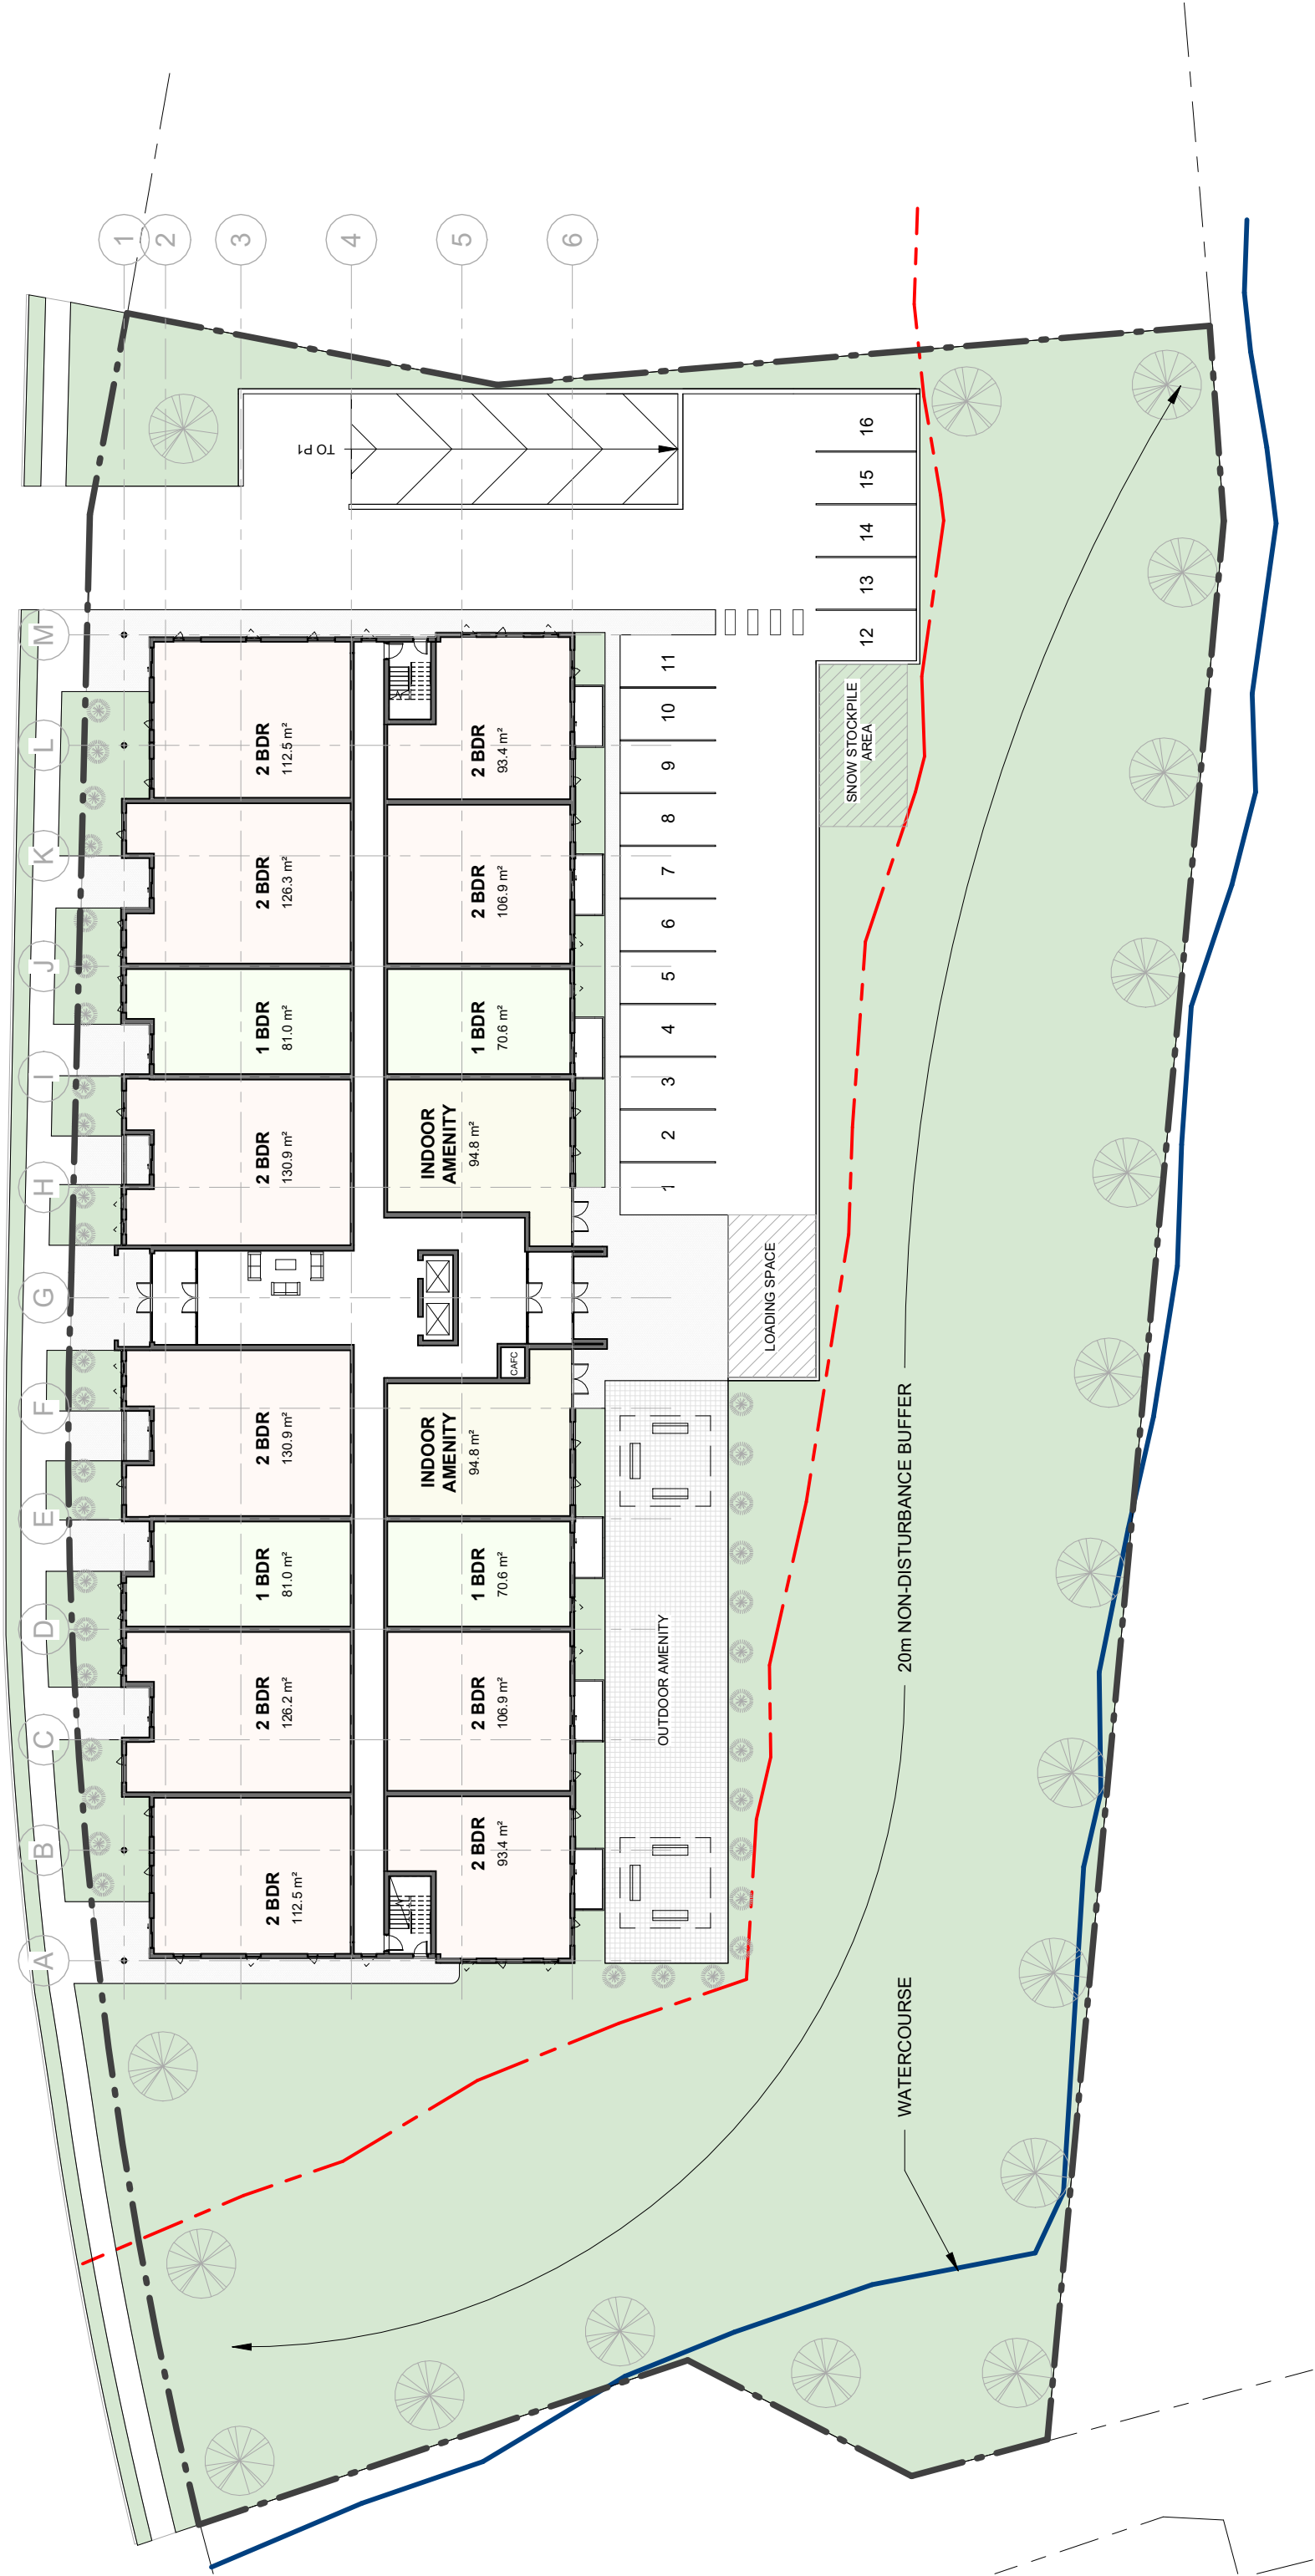 1
2
3
4
5
6
A
B
C
D
E
F
G
H
I
J
K
L
M
TO P1
2 BDR
112.5 m²
2 BDR
126.2 m²
1 BDR
81.0 m²
2 BDR
130.9 m²
2 BDR
130.9 m²
1 BDR
81.0 m²
2 BDR
126.3 m²
2 BDR
112.5 m²
2 BDR
93.4 m²
2 BDR
106.9 m²
1 BDR
70.6 m²
INDOOR
AMENITY
94.8 m²
CAFC
INDOOR
AMENITY
94.8 m²
1 BDR
70.6 m²
2 BDR
106.9 m²
2 BDR
93.4 m²
OUTDOOR AMENITY
1
2
3
4
5
6
7
8
9
10
11
LOADING SPACE
SNOW STOCKPILE
AREA
12
13
14
15
16
WATERCOURSE
20m NON-DISTURBANCE BUFFER